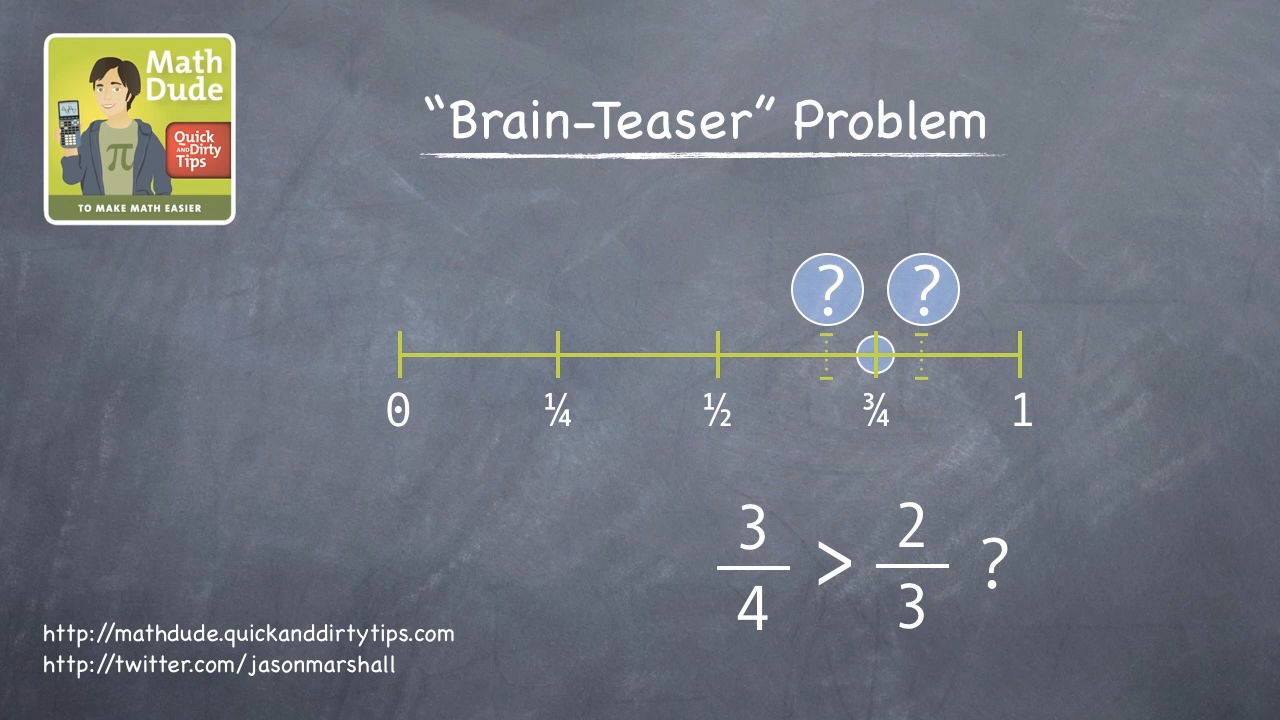 Math
Dude
Quick
AND Dirty
Tips
π
TO MAKE MATH EASIER
“Brain-Teaser” Problem
? ?
0 ¼ ½ ¾ 1
3/4 > 2/3 ?
http://mathdude.quickanddirtytips.com
http://twitter.com/jasonmarshall